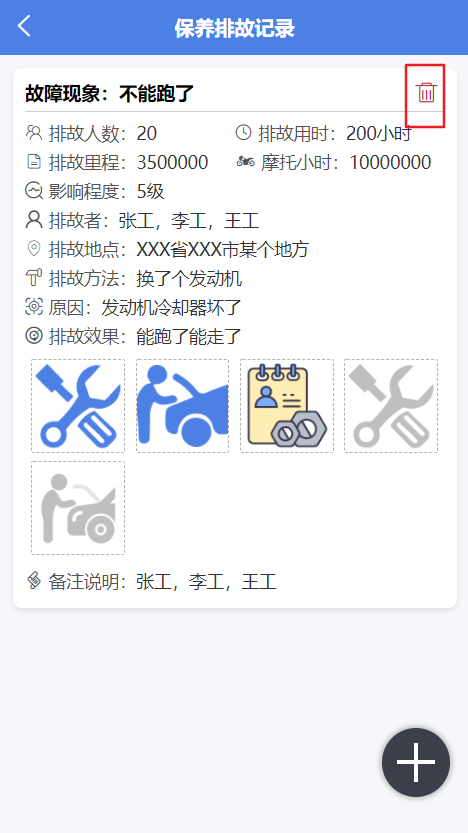 保养排故记录
故障现象：不能跑了
排故人数：20 排故用时：200小时
排故里程：3500000 摩托小时：10000000
影响程度：5级
排故者：张工，李工，王工
排故地点：XXX省XXX市某个地方
排故方法：换了个发动机
原因：发动机冷却器坏了
排故效果：能跑了能走了
备注说明：张工，李工，王工